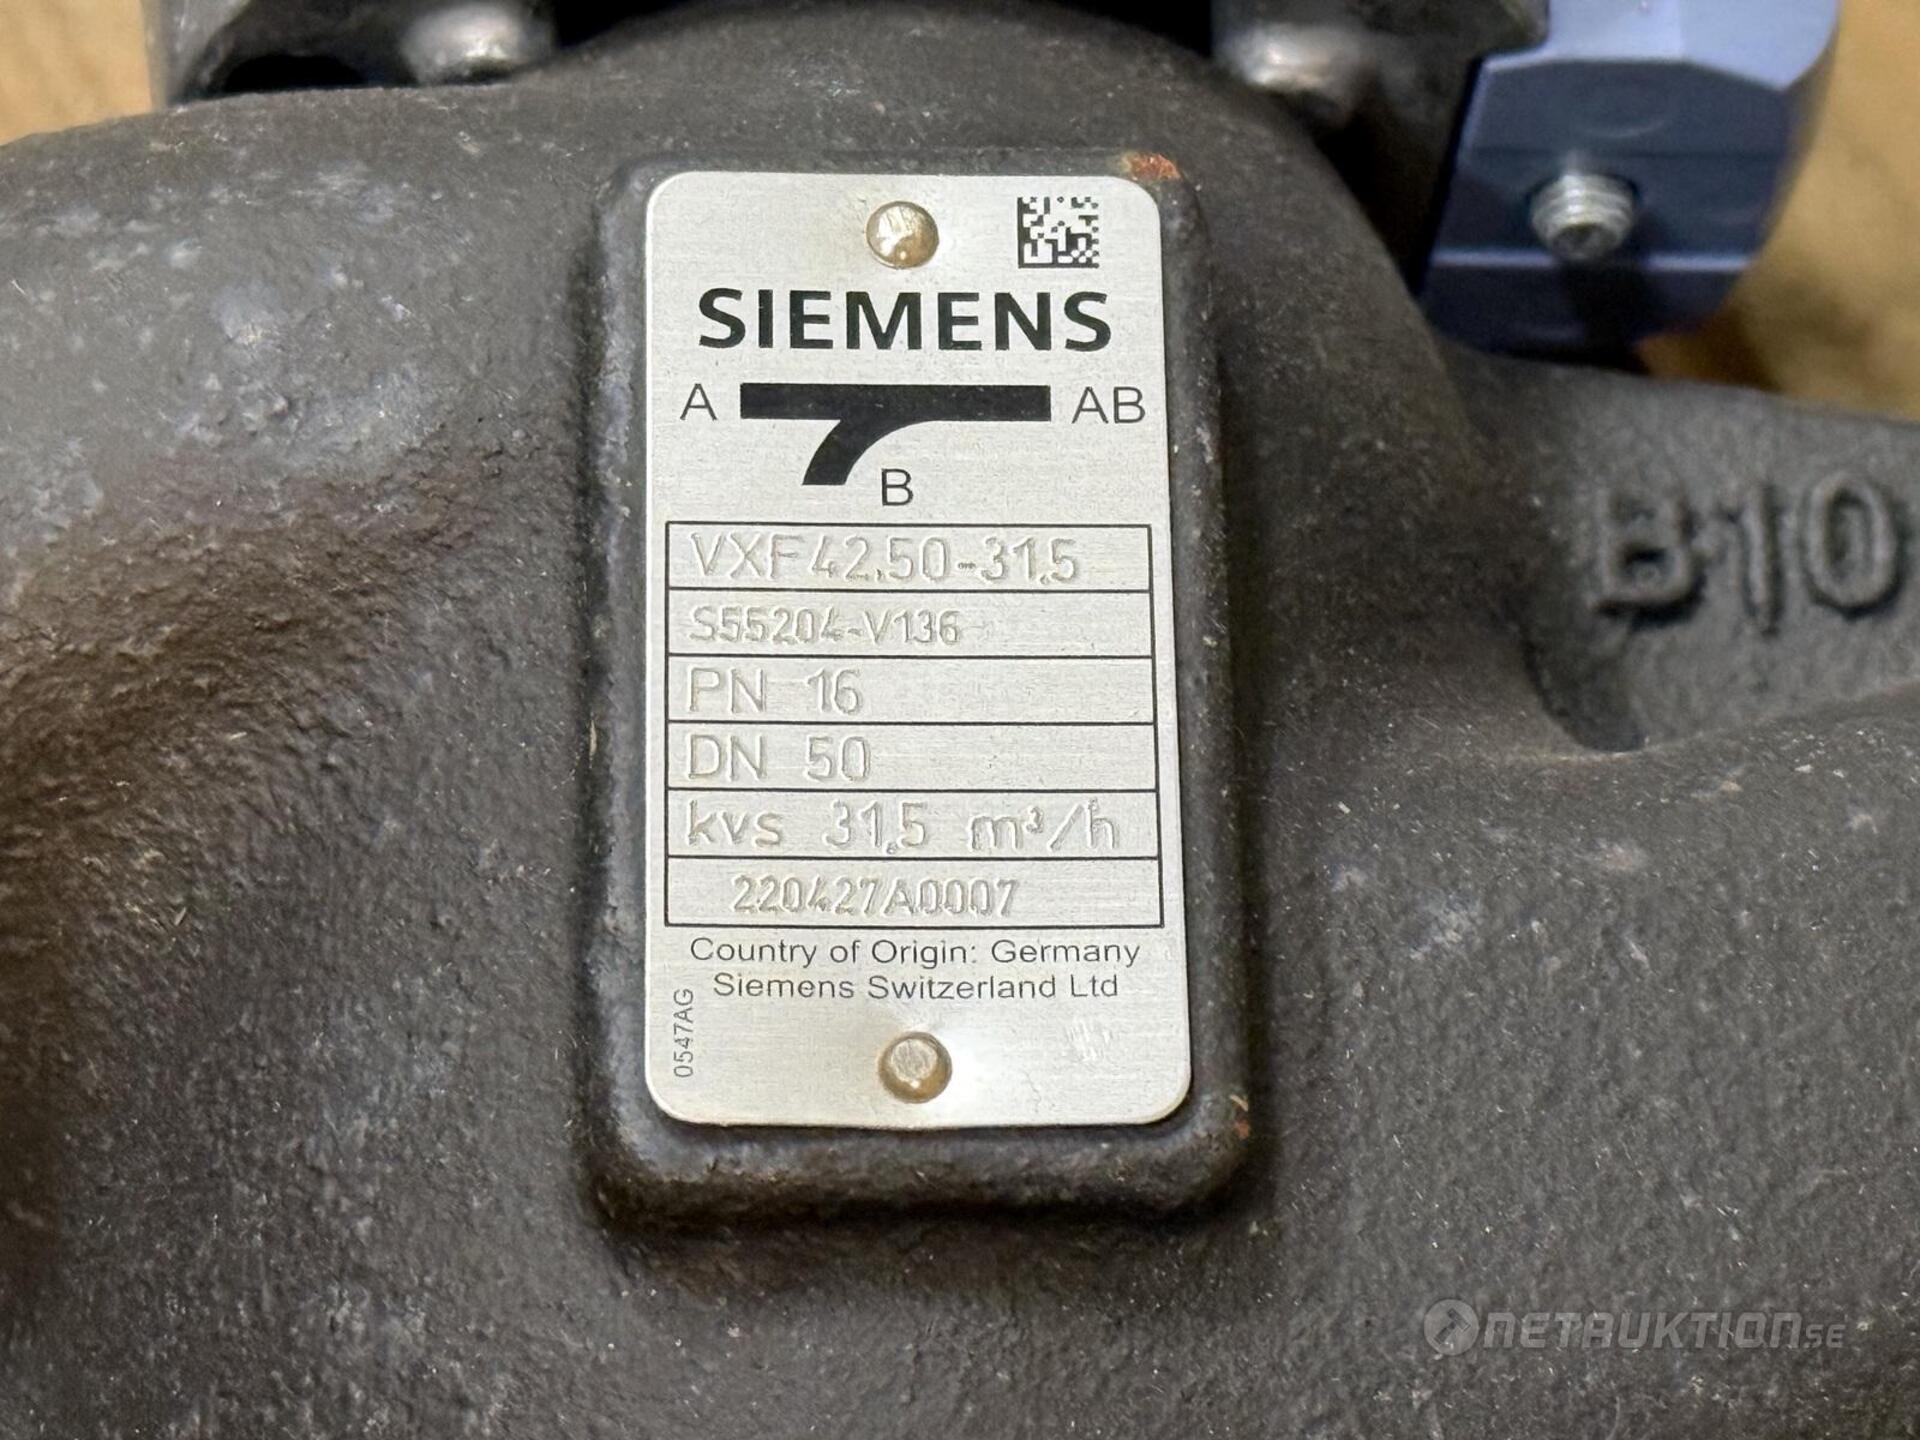 SIEMENS
A AB
B
VXF42.50-31.5
S55204-V136
PN 16
DN 50
kvs 31,5 m³/h
220427A0007
Country of Origin: Germany
Siemens Switzerland Ltd
0547AG
B10
NETAUKTION.SE